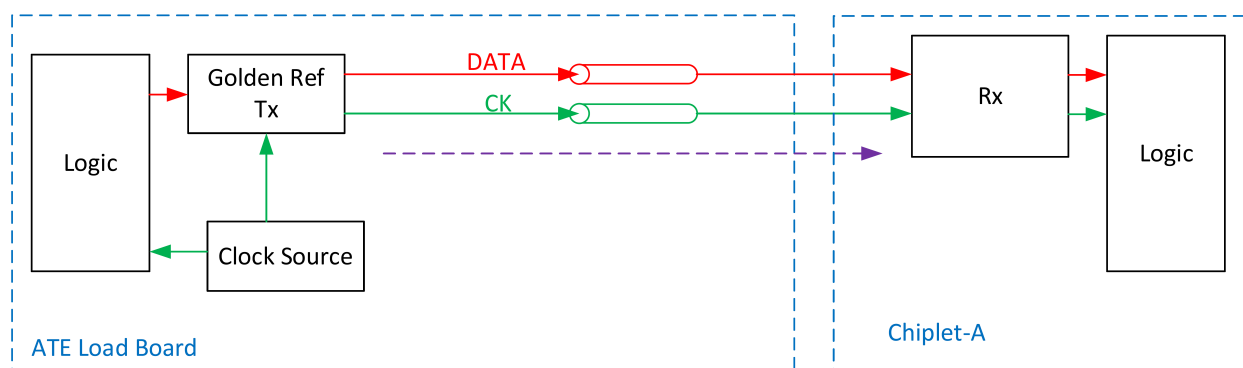 DATA
Golden Ref
Tx
CK
Rx
Logic
Logic
Clock Source
ATE Load Board
Chiplet-A